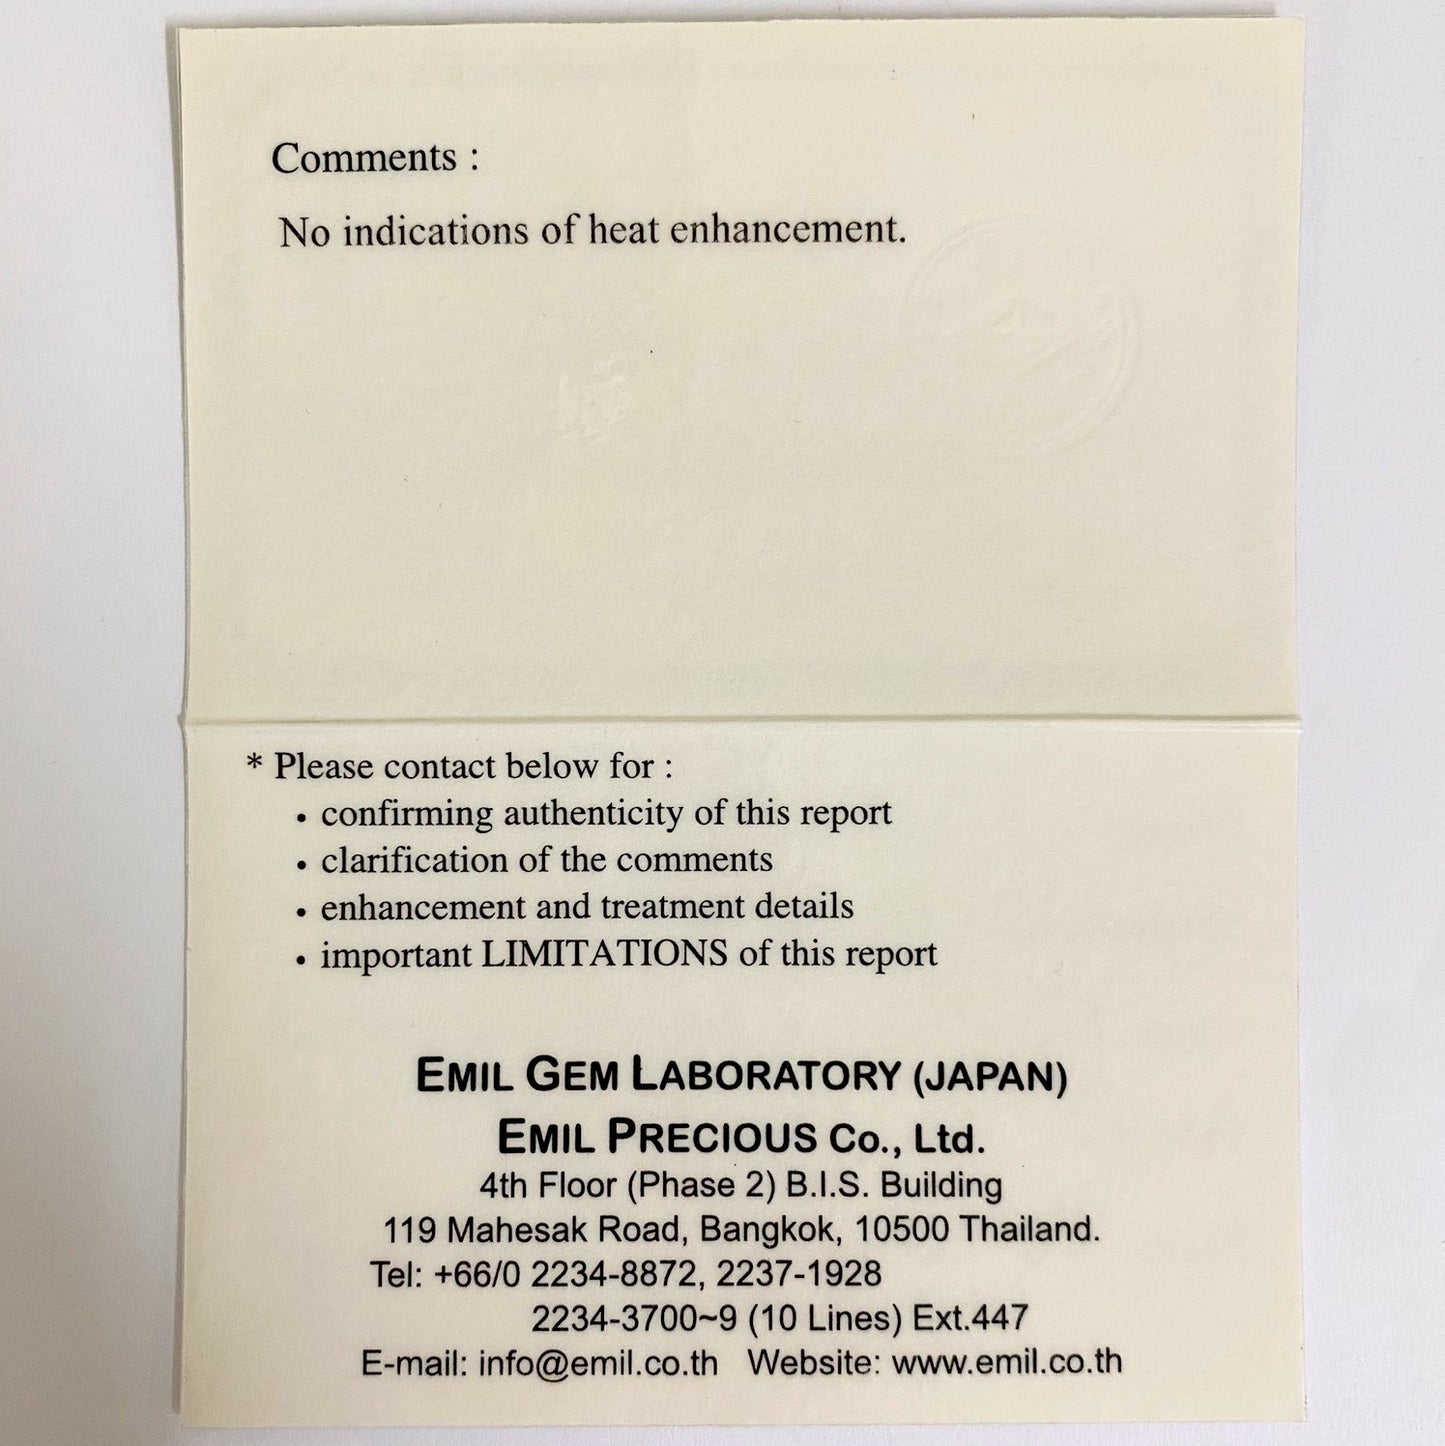 Comments :
No indications of heat enhancement.
* Please contact below for :
• confirming authenticity of this report
• clarification of the comments
• enhancement and treatment details
• important LIMITATIONS of this report
EMIL GEM LABORATORY (JAPAN)
EMIL PRECIOUS Co., Ltd.
4th Floor (Phase 2) B.I.S. Building
119 Mahesak Road, Bangkok, 10500 Thailand.
Tel: +66/0 2234-8872, 2237-1928
2234-3700~9 (10 Lines) Ext.447
E-mail: info@emil.co.th Website: www.emil.co.th